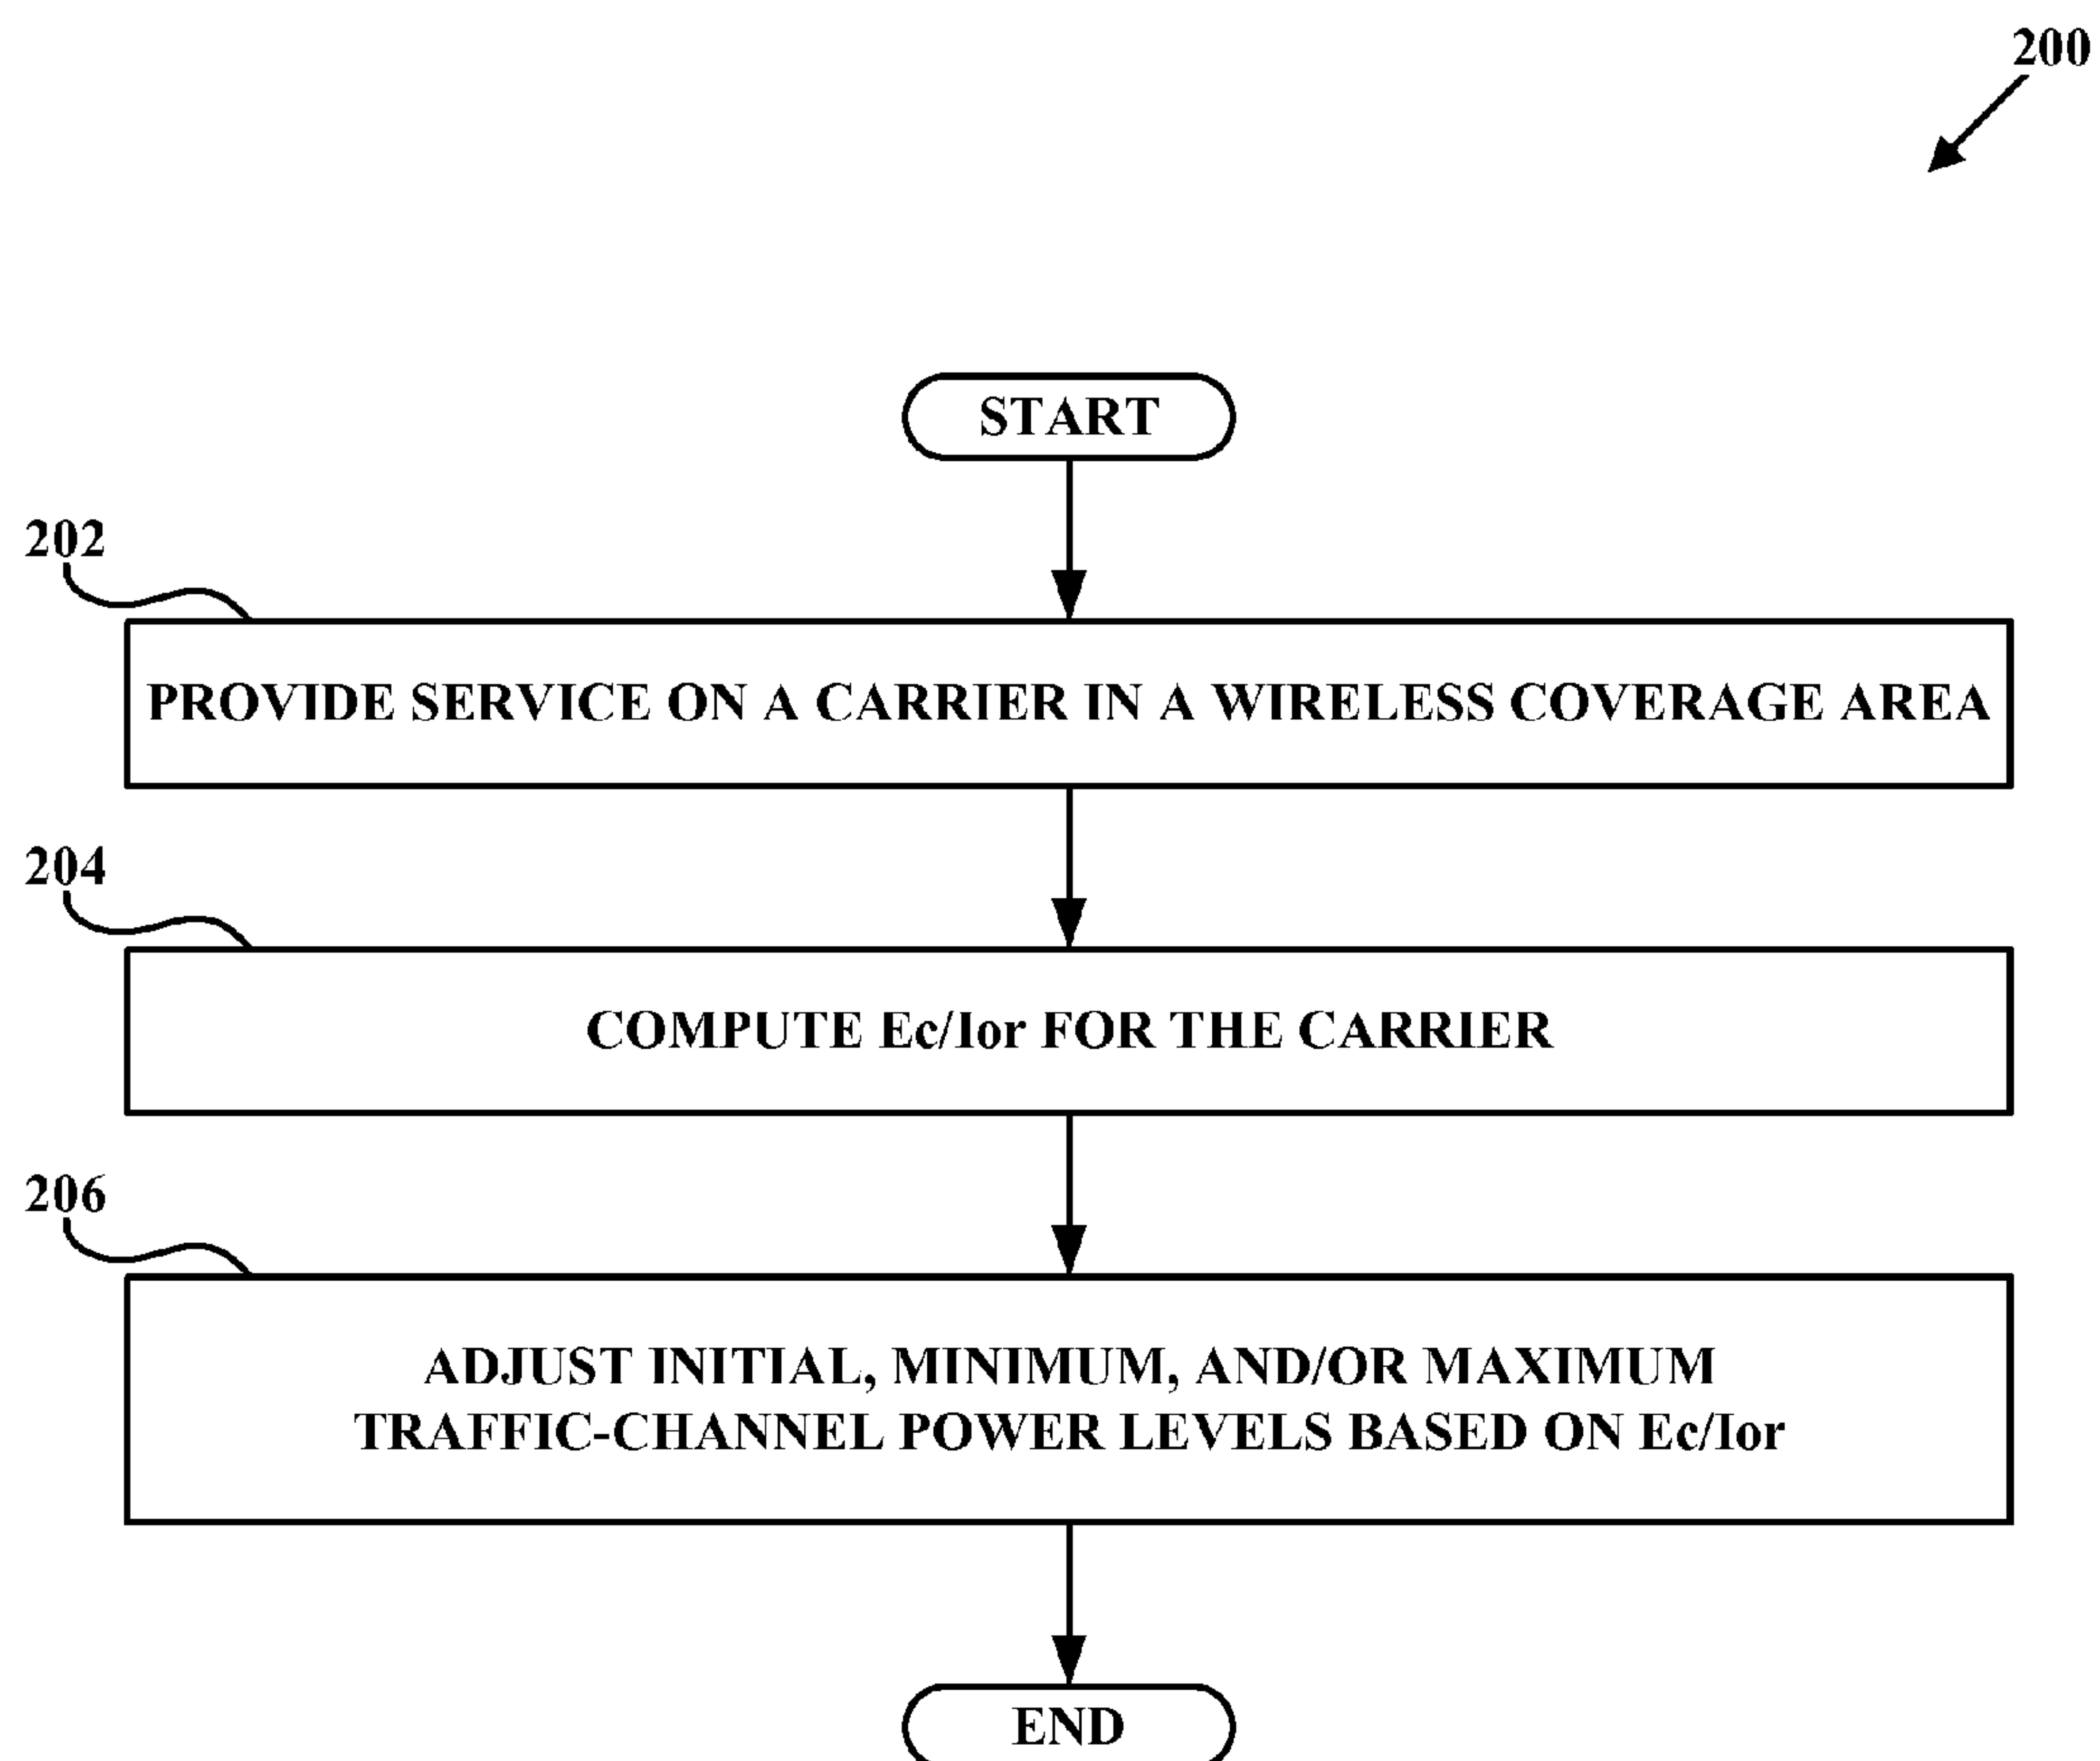 200
START
202
PROVIDE SERVICE ON A CARRIER IN A WIRELESS COVERAGE AREA
204
COMPUTE Ec/Ior FOR THE CARRIER
206
ADJUST INITIAL, MINIMUM, AND/OR MAXIMUM
TRAFFIC-CHANNEL POWER LEVELS BASED ON Ec/Ior
END